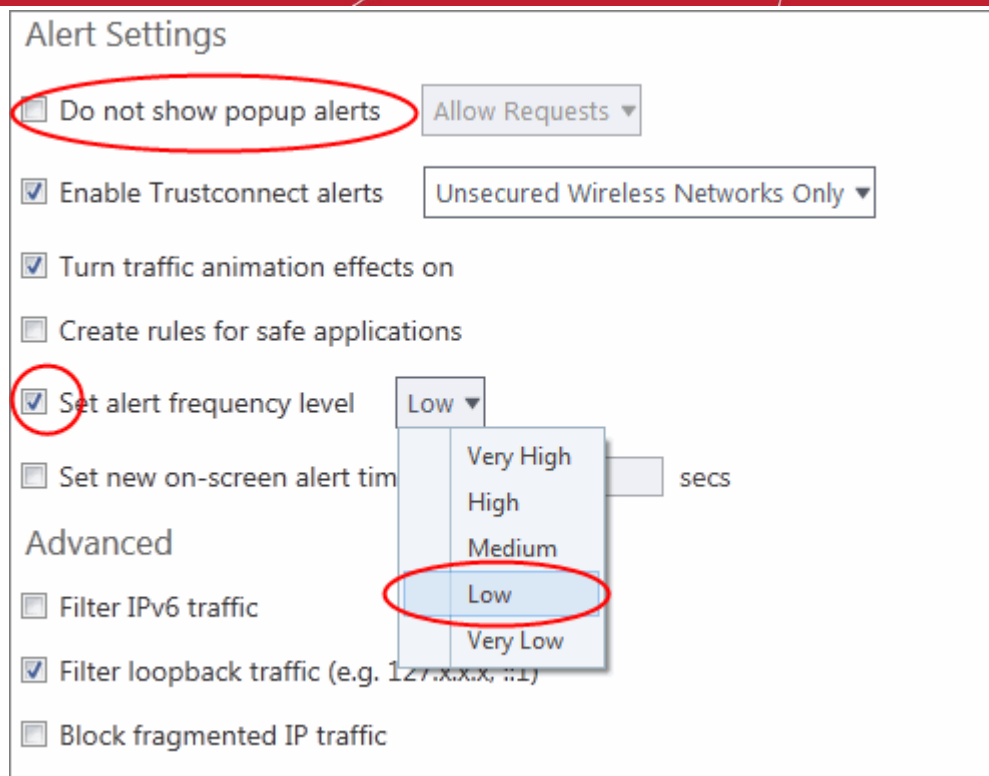 Alert Settings
Do not show popup alerts Allow Requests
Enable Trustconnect alerts Unsecured Wireless Networks Only
Turn traffic animation effects on
Create rules for safe applications
Set alert frequency level Low
Very High
Set new on-screen alert tim secs
High
Advanced
Medium
Low
Filter IPv6 traffic
Very Low
Filter loopback traffic (e.g. 127.x.x.x, ::1)
Block fragmented IP traffic